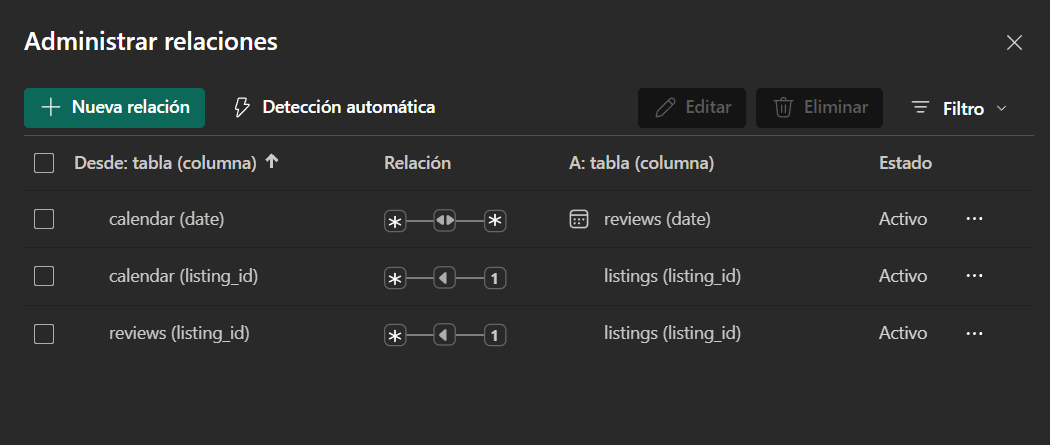 Administrar relaciones
Nueva relación Detección automática Editar Eliminar Filtro
Desde: tabla (columna) Relación A: tabla (columna) Estado
calendar (date) * * reviews (date) Activo ...
calendar (listing_id) * 1 listings (listing_id) Activo ...
reviews (listing_id) * 1 listings (listing_id) Activo ...